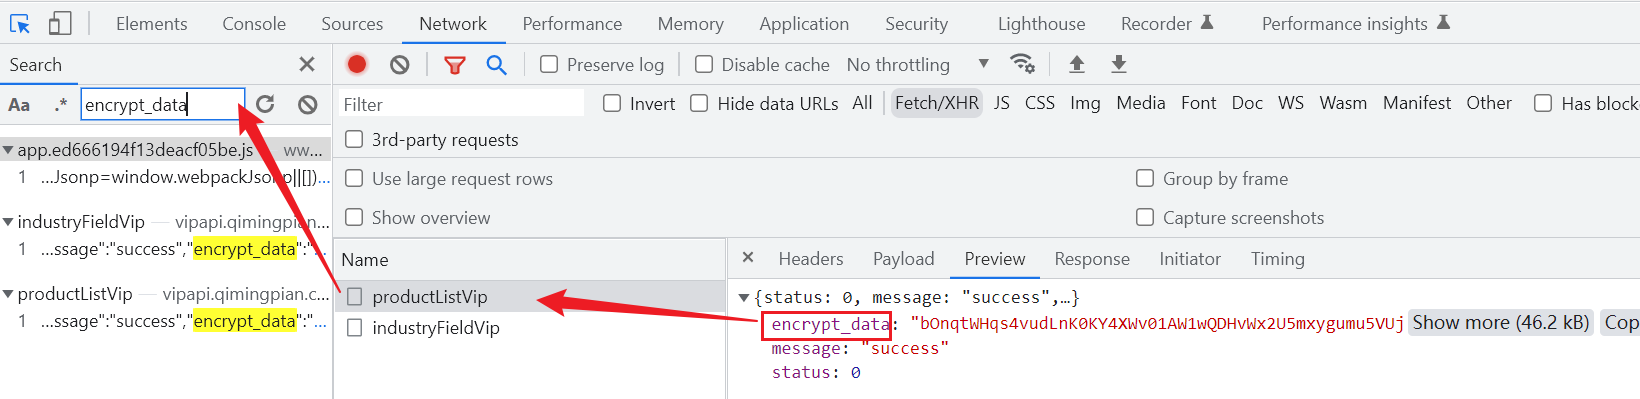 Elements Console Sources Network Performance Memory Application Security Lighthouse Recorder Performance insights
Search
Preserve log Disable cache No throttling
Aa .* encrypt_data
Filter Invert Hide data URLs All Fetch/XHR JS CSS Img Media Font Doc WS Wasm Manifest Other Has blocke
3rd-party requests
app.ed666194f13deacf05be.js ww…
1 …Jsonp=window.webpackJsonp||[])…
Use large request rows Group by frame
industryFieldVip — vipapi.qimingpian.…
Show overview Capture screenshots
1 …ssage":"success","encrypt_data":"…
Name
Headers Payload Preview Response Initiator Timing
productListVip — vipapi.qimingpian.c…
productListVip
{status: 0, message: "success",…}
1 …ssage":"success","encrypt_data":"…
industryFieldVip
encrypt_data: "bOnqtWHqs4vudLnK0KY4XWv01AW1wQDHvWx2U5mxygumu5VUj Show more (46.2 kB) Cop
message: "success"
status: 0